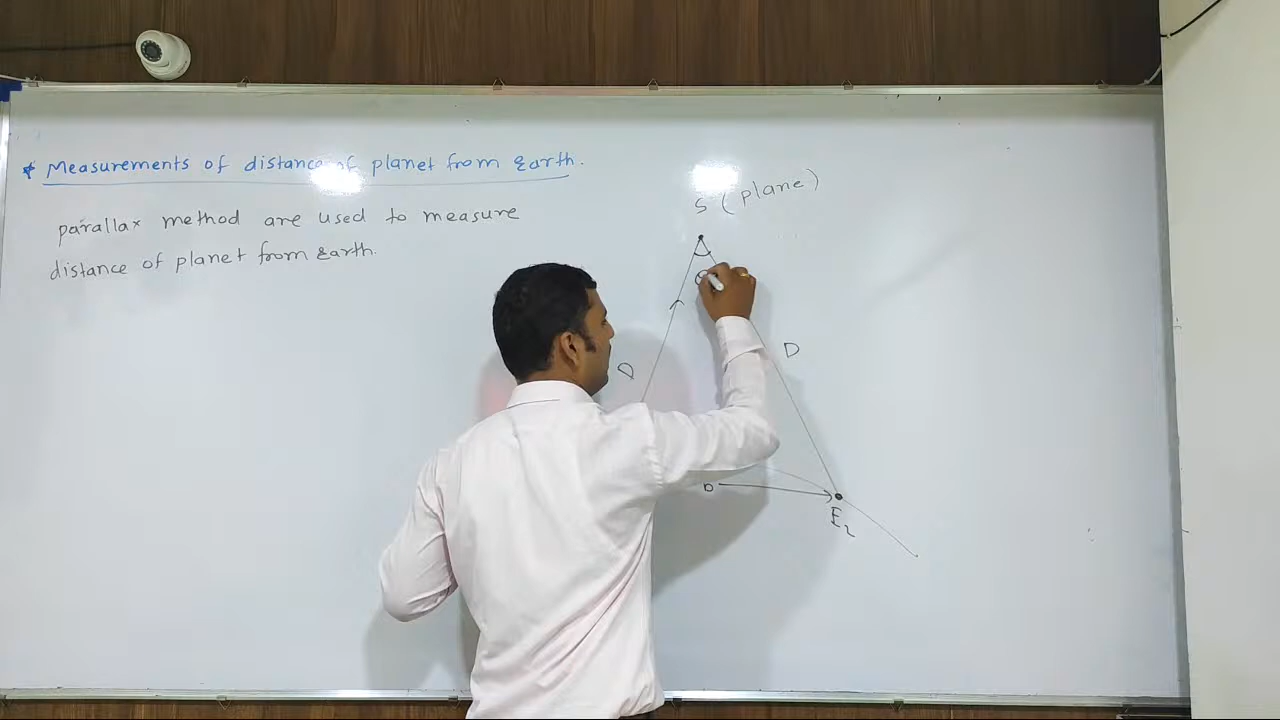 * Measurements of distance of planet from Earth.
parallax method are used to measure
distance of planet from Earth.
S (plane)
D
D
b
E2